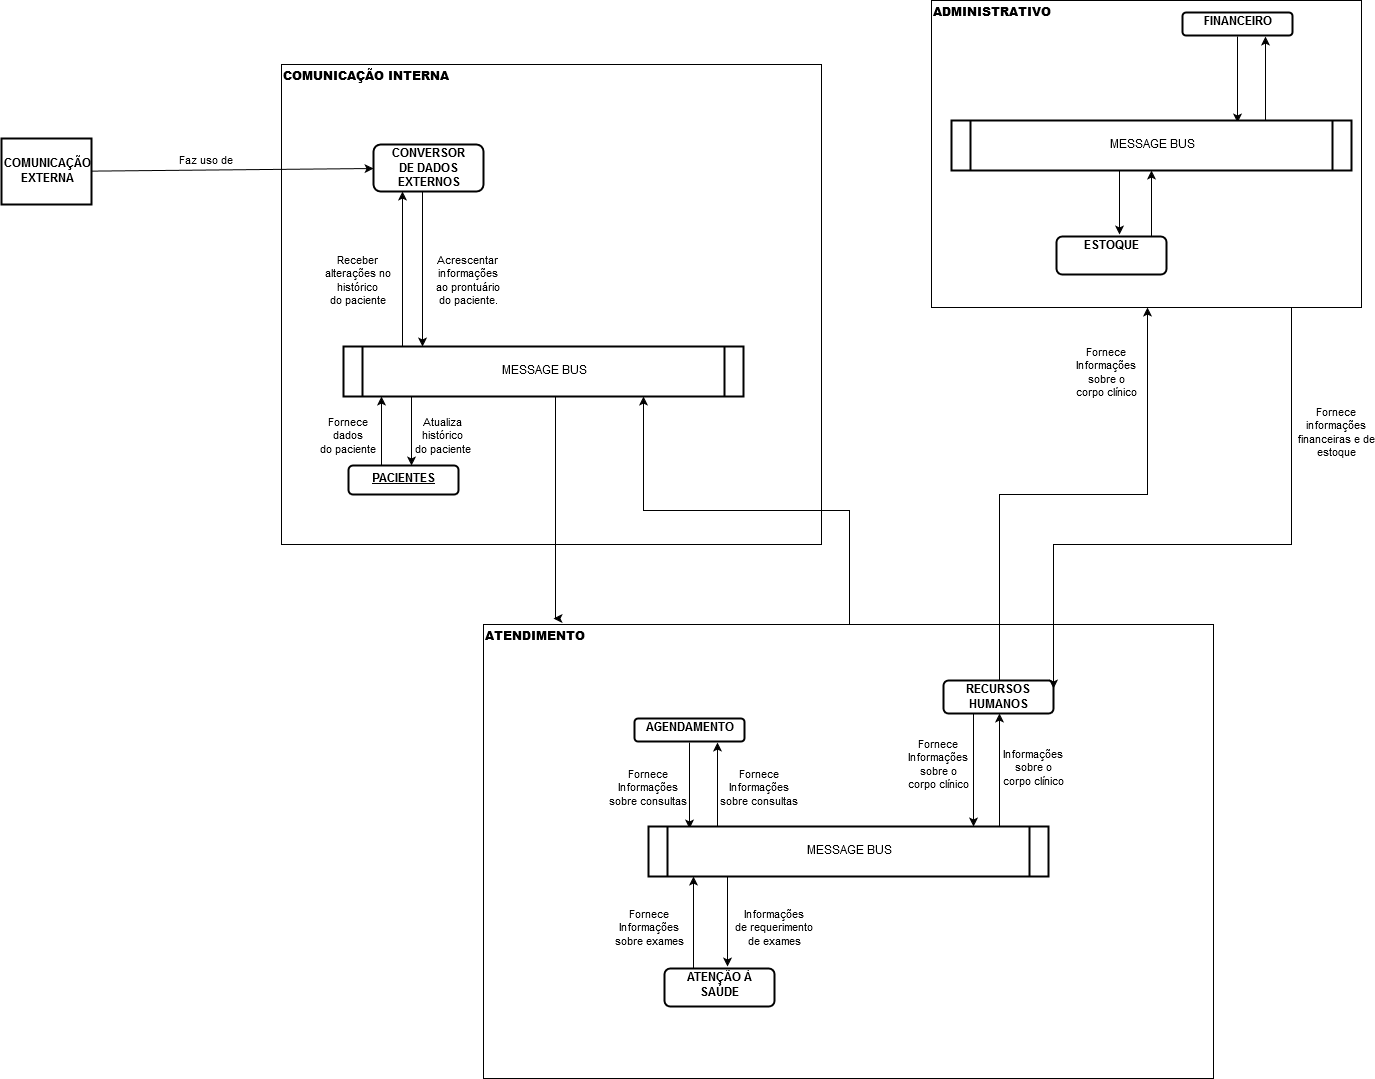 ADMINISTRATIVO
FINANCEIRO
MESSAGE BUS
ESTOQUE
COMUNICAÇÃO INTERNA
COMUNICAÇÃO
EXTERNA
Faz uso de
CONVERSOR
DE DADOS
EXTERNOS
Receber
alterações no
histórico
do paciente
Acrescentar
informações
ao prontuário
do paciente.
MESSAGE BUS
Fornece
dados
do paciente
Atualiza
histórico
do paciente
PACIENTES
Fornece
Informações
sobre o
corpo clínico
Fornece
informações
financeiras e de
estoque
ATENDIMENTO
RECURSOS
HUMANOS
AGENDAMENTO
Fornece
Informações
sobre consultas
Fornece
Informações
sobre consultas
Fornece
Informações
sobre o
corpo clínico
Informações
sobre o
corpo clínico
MESSAGE BUS
Fornece
Informações
sobre exames
Informações
de requerimento
de exames
ATENÇÃO À
SAÚDE